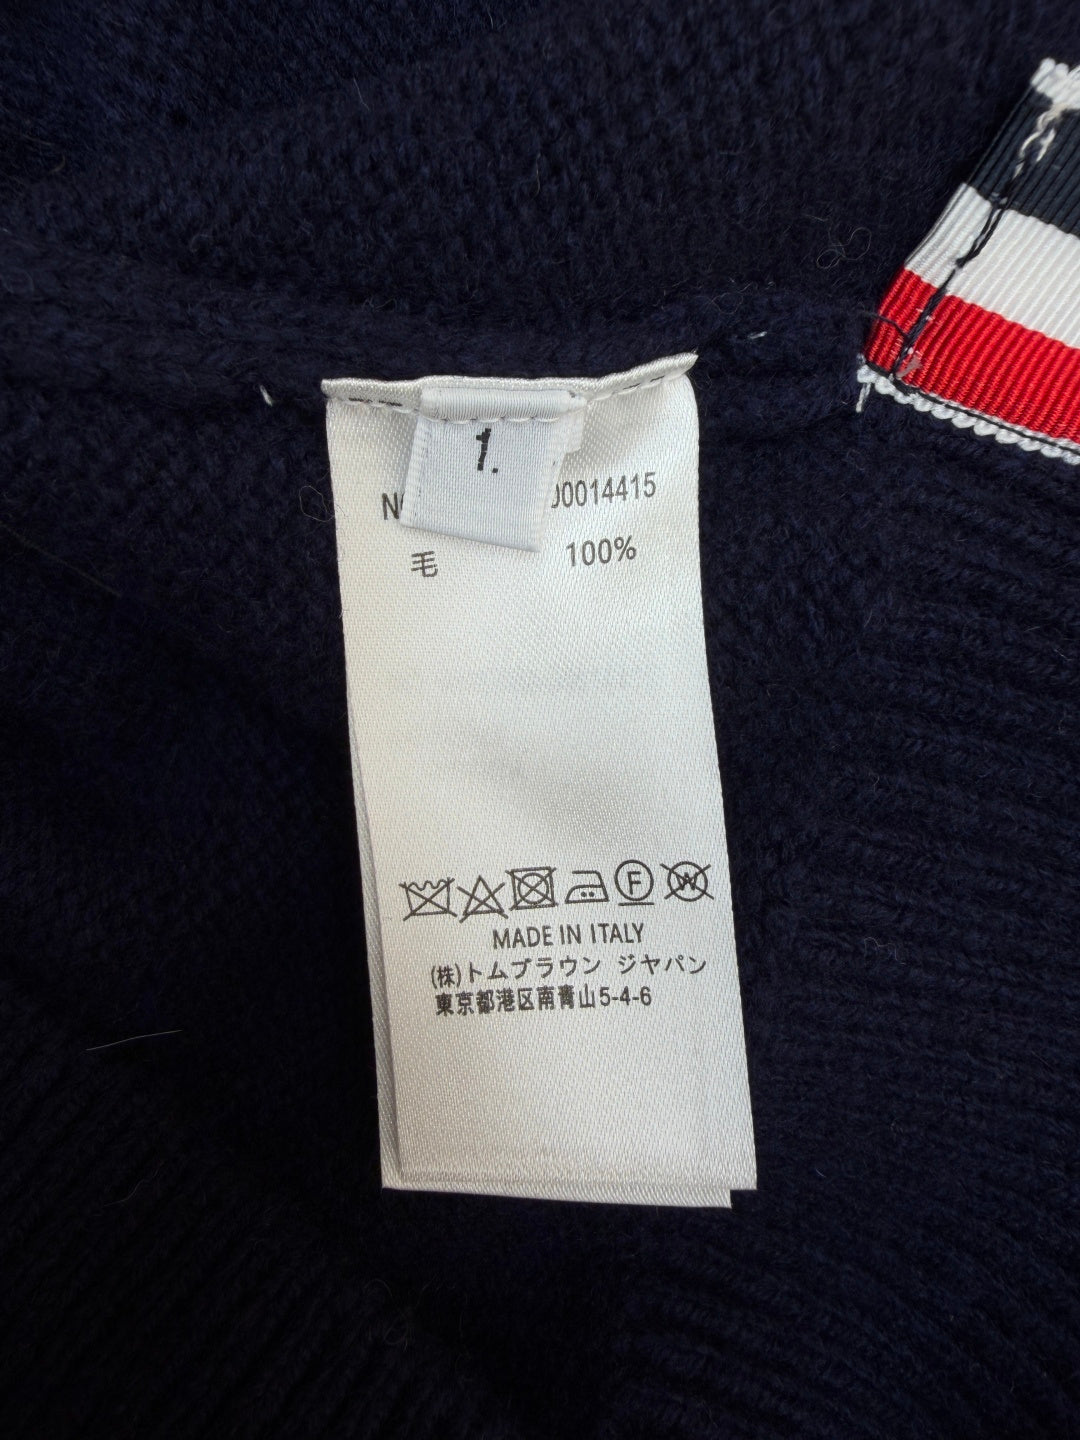 1.
00014415
毛 100%
F W
MADE IN ITALY
(株)トムブラウン ジヤパン
東京都港区南青山5-4-6